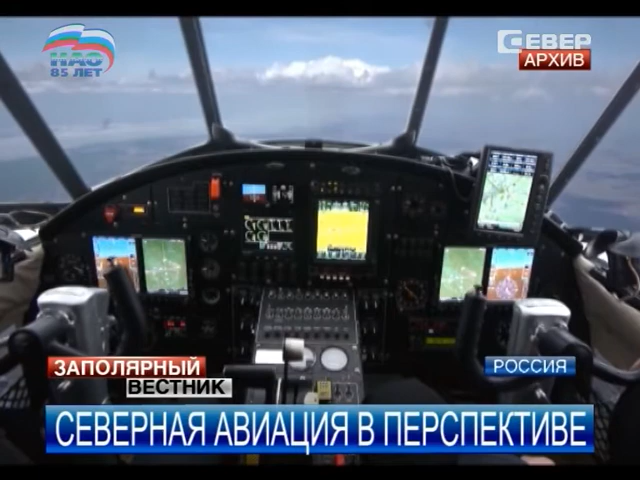 НАО
85 ЛЕТ
СЕВЕР
АРХИВ
ЗАПОЛЯРНЫЙ
ВЕСТНИК
РОССИЯ
СЕВЕРНАЯ АВИАЦИЯ В ПЕРСПЕКТИВЕ